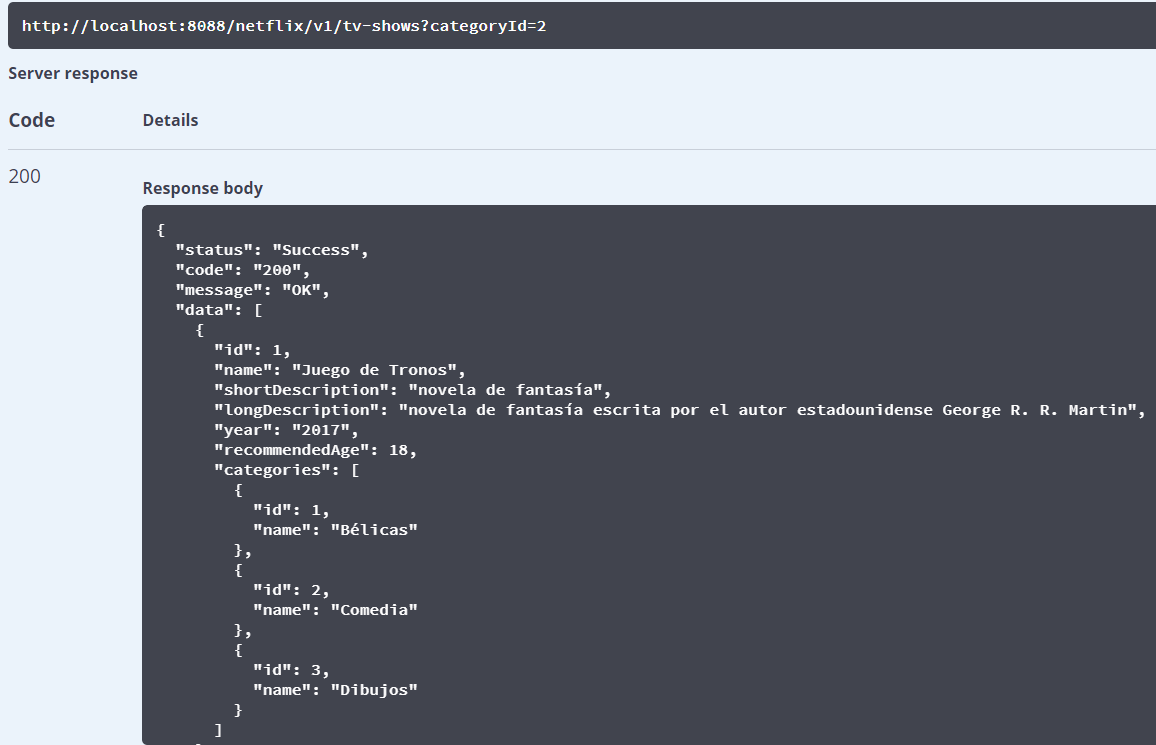 http://localhost:8088/netflix/v1/tv-shows?categoryId=2
Server response
Code Details
200
Response body
{
"status": "Success",
"code": "200",
"message": "OK",
"data": [
{
"id": 1,
"name": "Juego de Tronos",
"shortDescription": "novela de fantasía",
"longDescription": "novela de fantasía escrita por el autor estadounidense George R. R. Martin",
"year": "2017",
"recommendedAge": 18,
"categories": [
{
"id": 1,
"name": "Bélicas"
},
{
"id": 2,
"name": "Comedia"
},
{
"id": 3,
"name": "Dibujos"
}
]